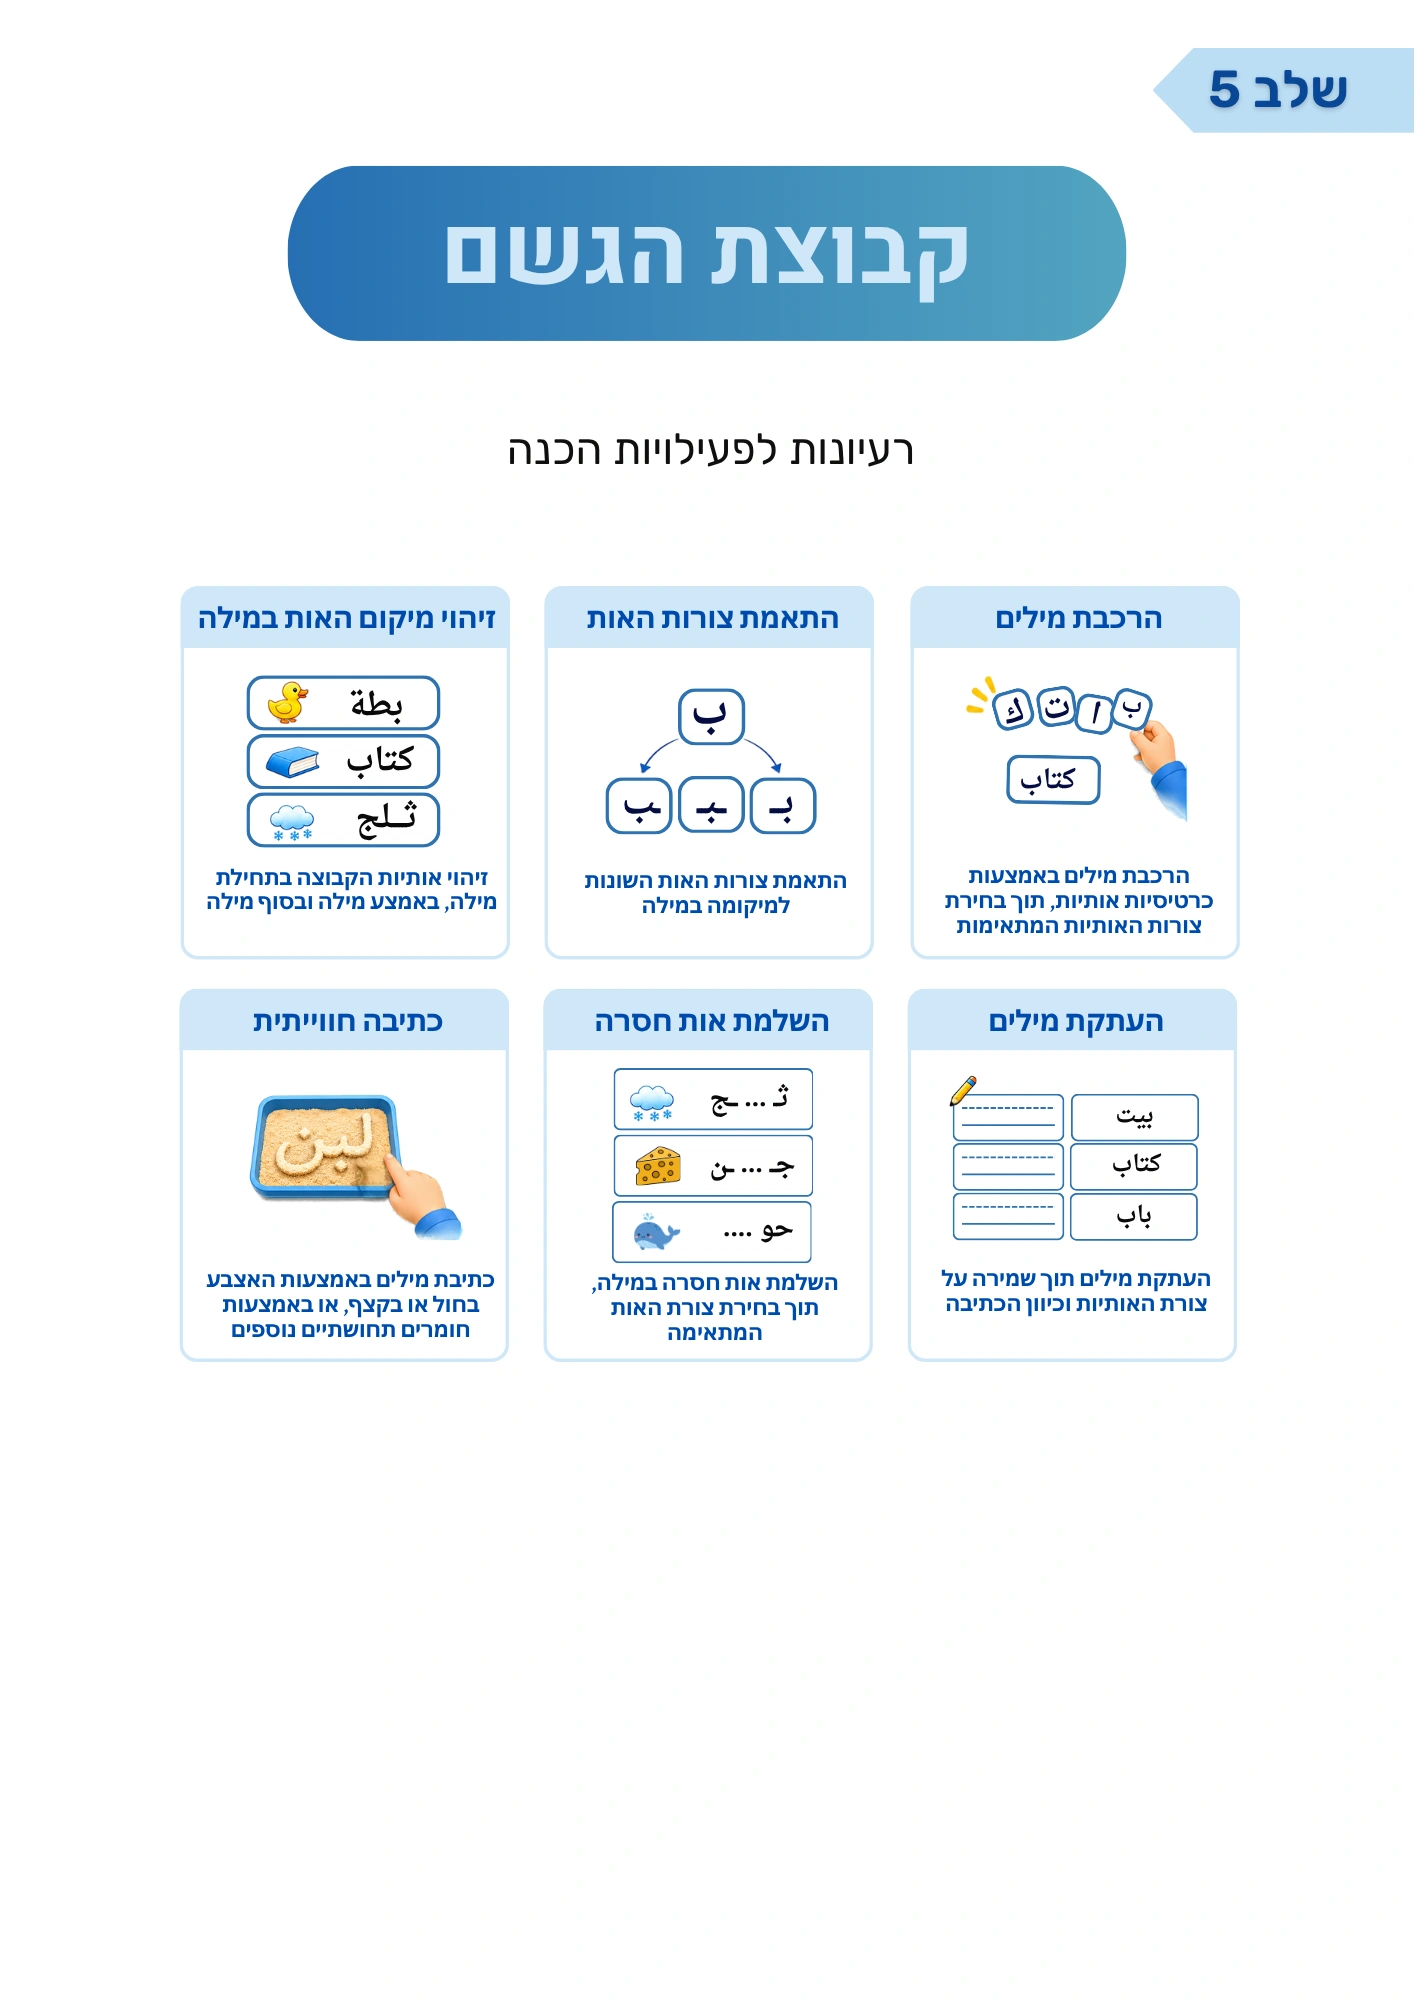 שלב 5
קבוצת הגשם
רעיונות לפעילויות הכנה
הרכבת מילים
ب ا ت ك
كتاب
הרכבת מילים באמצעות
כרטיסיות אותיות, תוך בחירת
צורות האותיות המתאימות
התאמת צורות האות
ب
بـ ـبـ ـب
התאמת צורות האות השונות
למיקומה במילה
זיהוי מיקום האות במילה
بطة
كتاب
ثــلج
זיהוי אותיות הקבוצה בתחילת
מילה, באמצע מילה ובסוף מילה
העתקת מילים
بيت
كتاب
باب
העתקת מילים תוך שמירה על
צורת האותיות וכיוון הכתיבה
השלמת אות חסרה
ثـ ... ـج
جـ ... ـن
حو ....
השלמת אות חסרה במילה,
תוך בחירת צורת האות
המתאימה
כתיבה חווייתית
لبن
כתיבת מילים באמצעות האצבע
בחול או בקצף, או באמצעות
חומרים תחושתיים נוספים